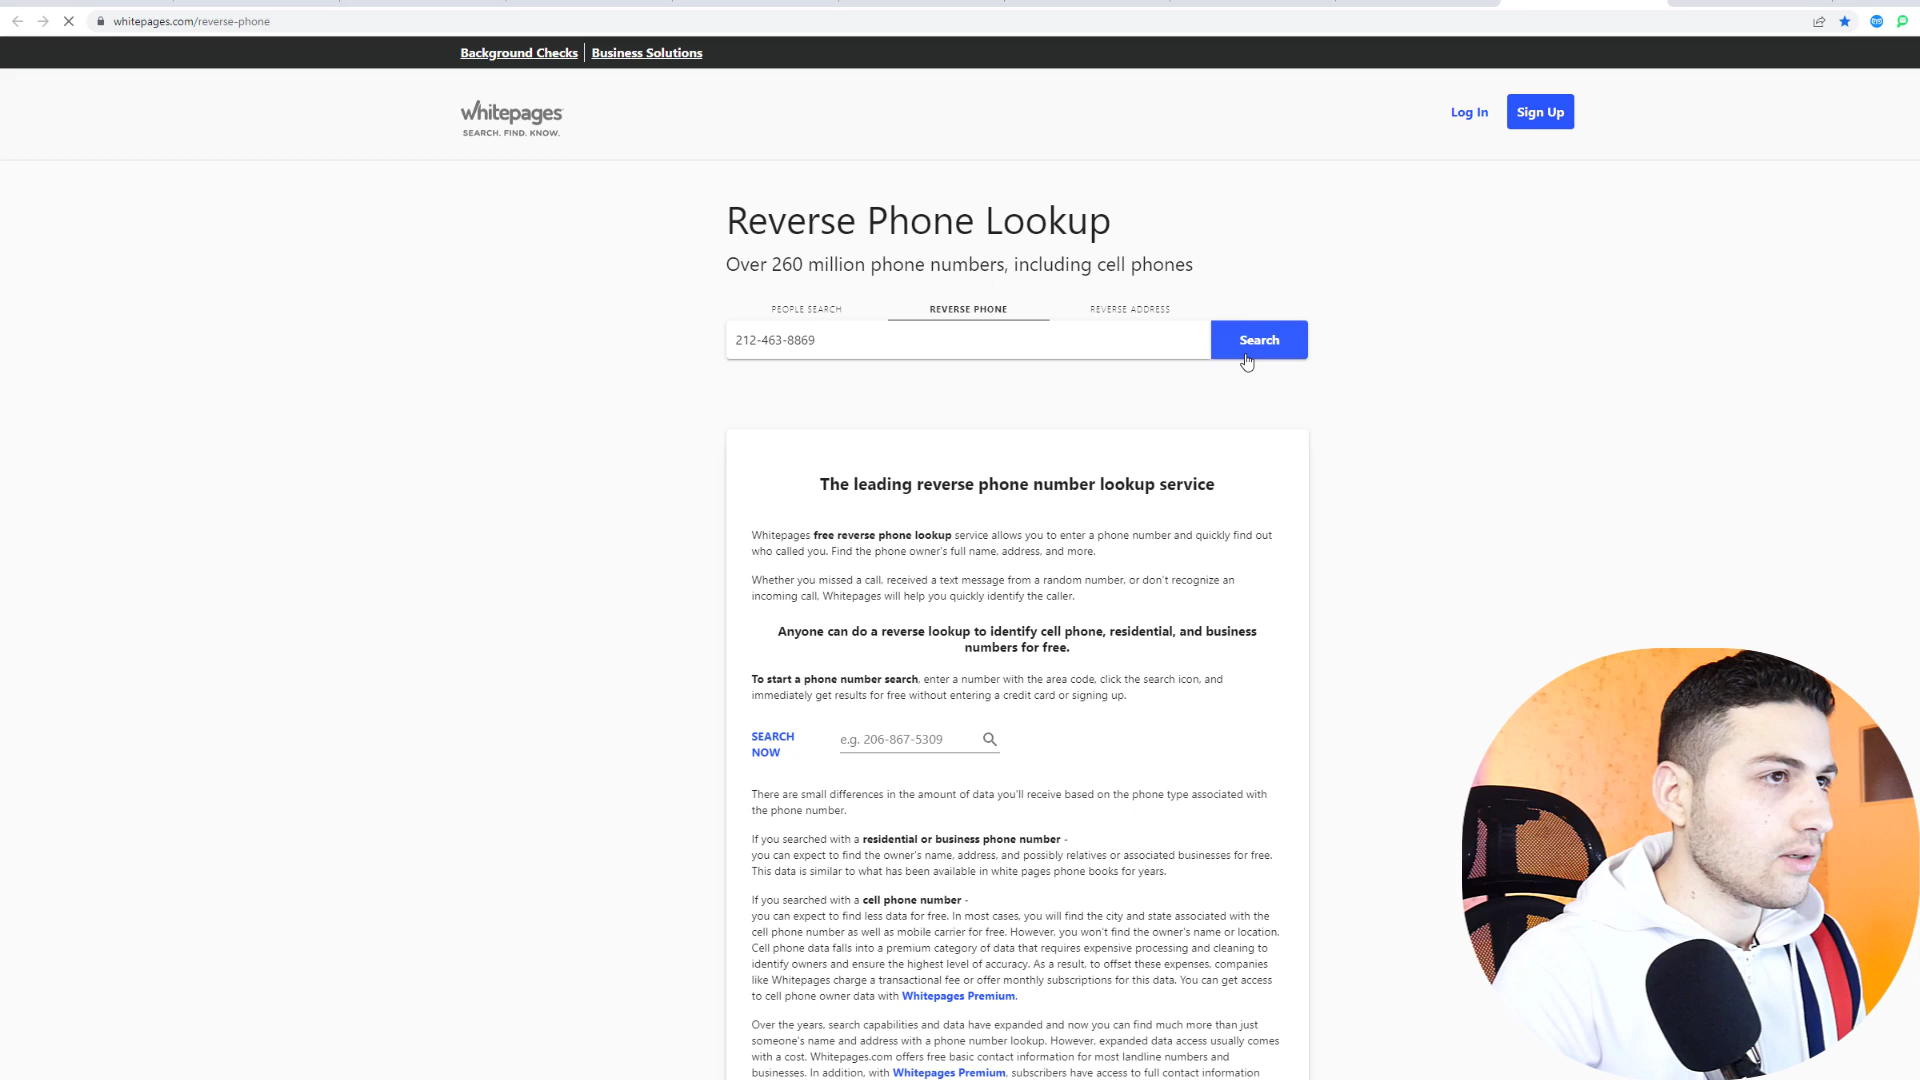 whitepages.com/reverse-phone
Background Checks
Business Solutions
whitepages
SEARCH. FIND. KNOW.
Log In
Sign Up
Reverse Phone Lookup
Over 260 million phone numbers, including cell phones
PEOPLE SEARCH
REVERSE PHONE
REVERSE ADDRESS
212-463-8869
Search
The leading reverse phone number lookup service
Whitepages free reverse phone lookup service allows you to enter a phone number and quickly find out
who called you. Find the phone owner's full name, address, and more.
Whether you missed a call, received a text message from a random number, or don't recognize an
incoming call, Whitepages will help you quickly identify the caller.
Anyone can do a reverse lookup to identify cell phone, residential, and business
numbers for free.
To start a phone number search, enter a number with the area code, click the search icon, and
immediately get results for free without entering a credit card or signing up.
SEARCH
NOW
e.g. 206-867-5309
There are small differences in the amount of data you'll receive based on the phone type associated with
the phone number.
If you searched with a residential or business phone number -
you can expect to find the owner's name, address, and possibly relatives or associated businesses for free.
This data is similar to what has been available in white pages phone books for years.
If you searched with a cell phone number -
you can expect to find less data for free. In most cases, you will find the city and state associated with the
cell phone number as well as mobile carrier for free. However, you won't find the owner's name or location.
Cell phone data falls into a premium category of data that requires expensive processing and cleaning to
identify owners and ensure the highest level of accuracy. As a result, to offset these expenses, companies
like Whitepages charge a transactional fee or offer monthly subscriptions for this data. You can get access
to cell phone owner data with Whitepages Premium.
Over the years, search capabilities and data have expanded and now you can find much more than just
someone's name and address with a phone number lookup. However, expanded data access usually comes
with a cost. Whitepages.com offers free basic contact information for most landline numbers and
businesses. In addition, with Whitepages Premium, subscribers have access to full contact information